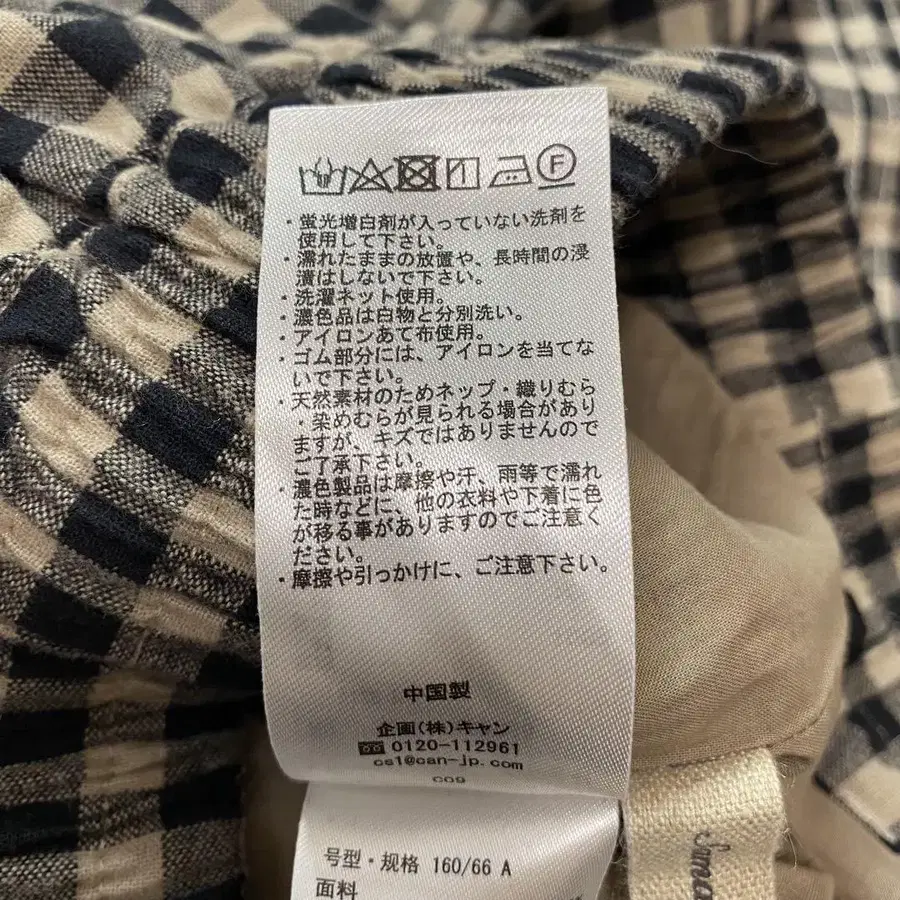 ・蛍光増白剤が入っていない洗剤を
使用して下さい。
・濡れたままの放置や、長時間の浸
漬はしないで下さい。
・洗濯ネット使用。
・濃色品は白物と分別洗い。
・アイロンあて布使用。
・ゴム部分には、アイロンを当てな
いで下さい。
・天然素材のためネップ・織りむら
・染めむらが見られる場合があり
ますが、キズではありませんので
ご了承下さい。
・濃色製品は摩擦や汗、雨等で濡れ
た時などに、他の衣料や下着に色
が移る事がありますのでご注意く
ださい。
・摩擦や引っかけに、ご注意下さい。
中国製
企画(株)キャン
0120-112961
cs1@can-jp.com
C09
号型・规格 160/66 A
面料
F